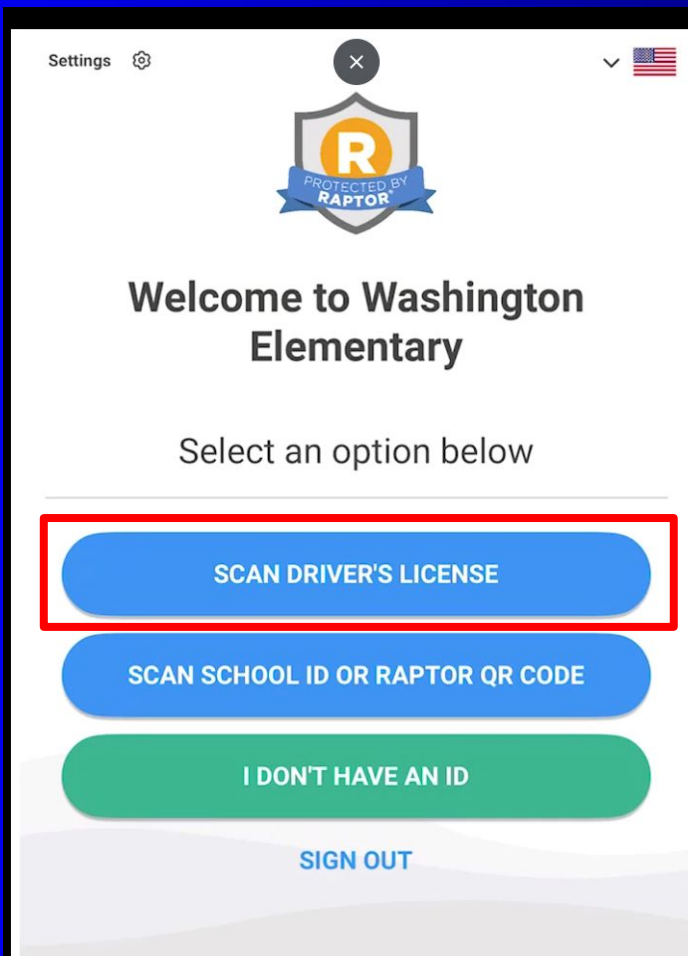 Settings
R
PROTECTED BY
RAPTOR®
Welcome to Washington
Elementary
Select an option below
SCAN DRIVER'S LICENSE
SCAN SCHOOL ID OR RAPTOR QR CODE
I DON'T HAVE AN ID
SIGN OUT